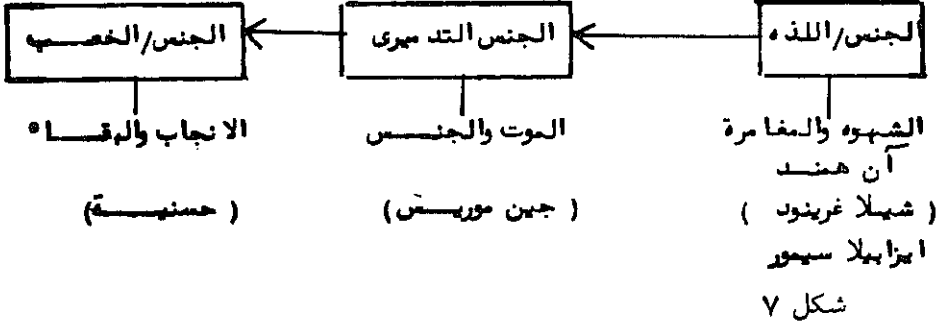 الجنس/اللذه
الجنس التدميرى
الجنس/الخصب
الشهوه والمغامرة
الموت والجنس
الانجاب والبقاء
آن همند
( شيلا غرينود )
ايزابيلا سيمور
( جين موريس )
( حسنية )
شكل ٧